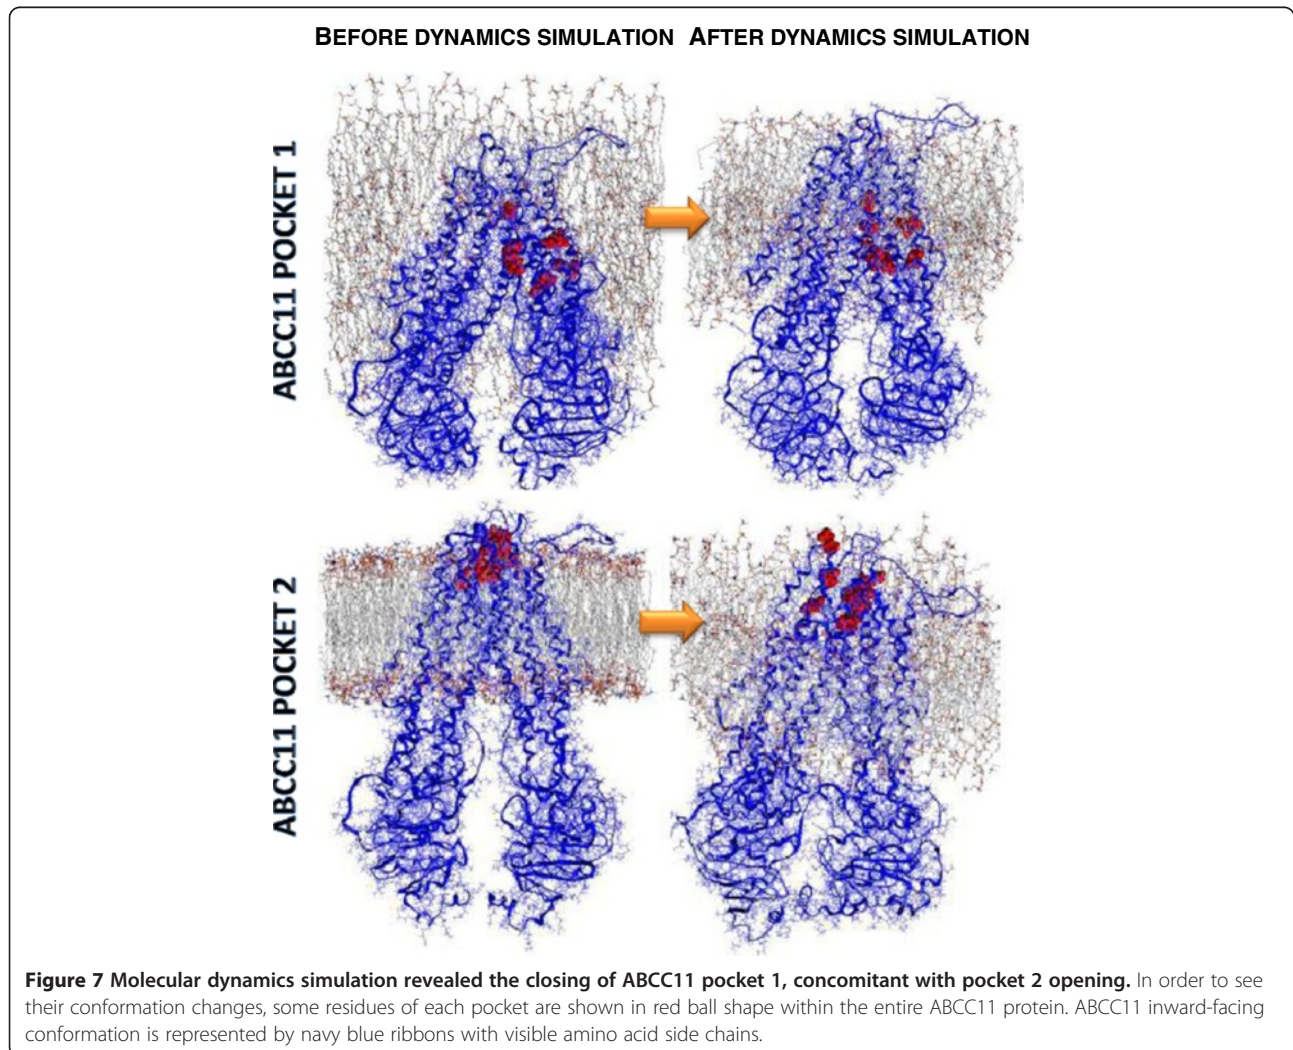 BEFORE DYNAMICS SIMULATION AFTER DYNAMICS SIMULATION
ABCC11 POCKET 1
ABCC11 POCKET 2
Figure 7 Molecular dynamics simulation revealed the closing of ABCC11 pocket 1, concomitant with pocket 2 opening. In order to see
their conformation changes, some residues of each pocket are shown in red ball shape within the entire ABCC11 protein. ABCC11 inward-facing
conformation is represented by navy blue ribbons with visible amino acid side chains.